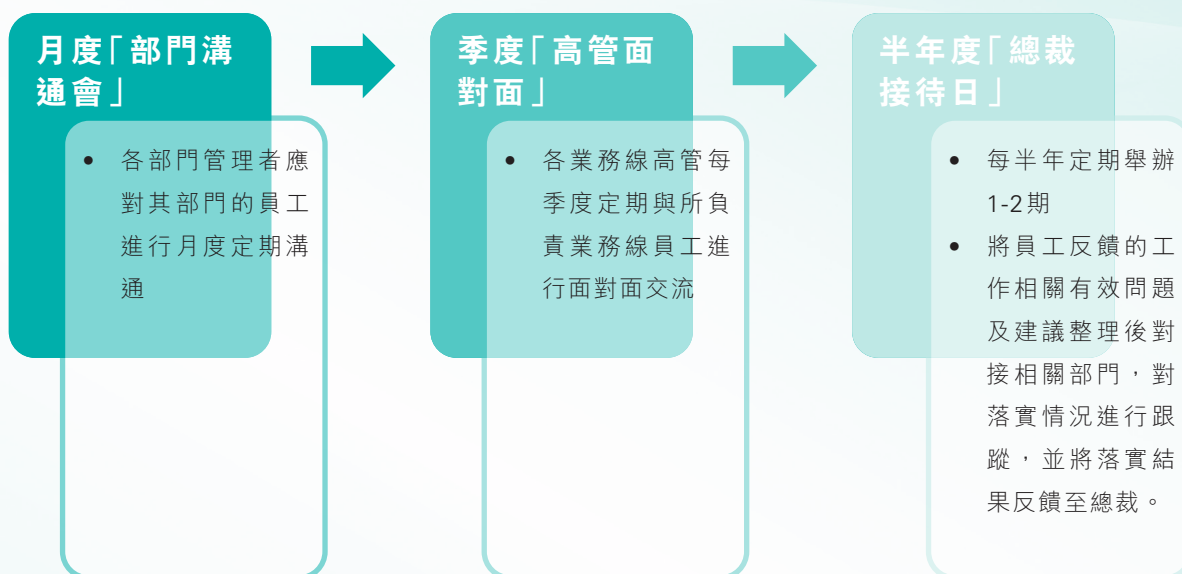 月度「部門溝
通會」
• 各部門管理者應
對其部門的員工
進行月度定期溝
通
季度「高管面
對面」
• 各業務線高管每
季度定期與所負
責業務線員工進
行面對面交流
半年度「總裁
接待日」
• 每半年定期舉辦
1-2期
• 將員工反饋的工
作相關有效問題
及建議整理後對
接相關部門，對
落實情況進行跟
蹤，並將落實結
果反饋至總裁。